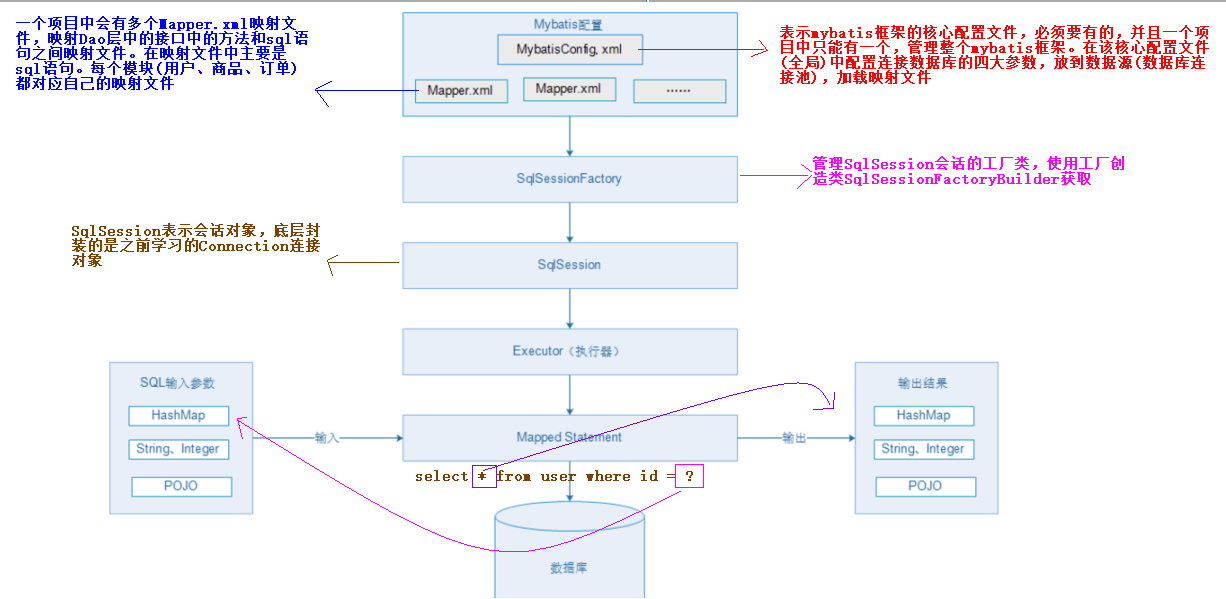 一个项目中会有多个Mapper.xml映射文
件，映射Dao层中的接口中的方法和sql语
句之间映射文件。在映射文件中主要是
sql语句。每个模块(用户、商品、订单)
都对应自己的映射文件
Mybatis配置
MybatisConfig, xml
Mapper.xml
Mapper.xml
……
表示mybatis框架的核心配置文件，必须要有的，并且一个项
目中只能有一个，管理整个mybatis框架。在该核心配置文件
(全局)中配置连接数据库的四大参数，放到数据源(数据库连
接池)，加载映射文件
SqlSessionFactory
管理SqlSession会话的工厂类，使用工厂创
造类SqlSessionFactoryBuilder获取
SqlSession表示会话对象，底层封
装的是之前学习的Connection连接
对象
SqlSession
Executor（执行器）
SQL输入参数
HashMap
String、Integer
POJO
输入
Mapped Statement
输出
select * from user where id = ?
输出结果
HashMap
String、Integer
POJO
数据库